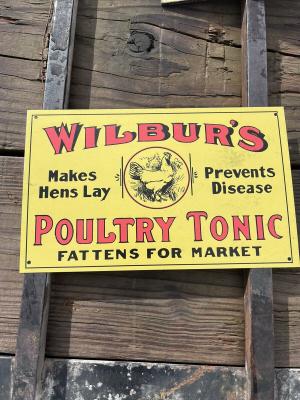 WILBUR'S
Makes
Hens Lay
Prevents
Disease
POULTRY TONIC
FATTENS FOR MARKET